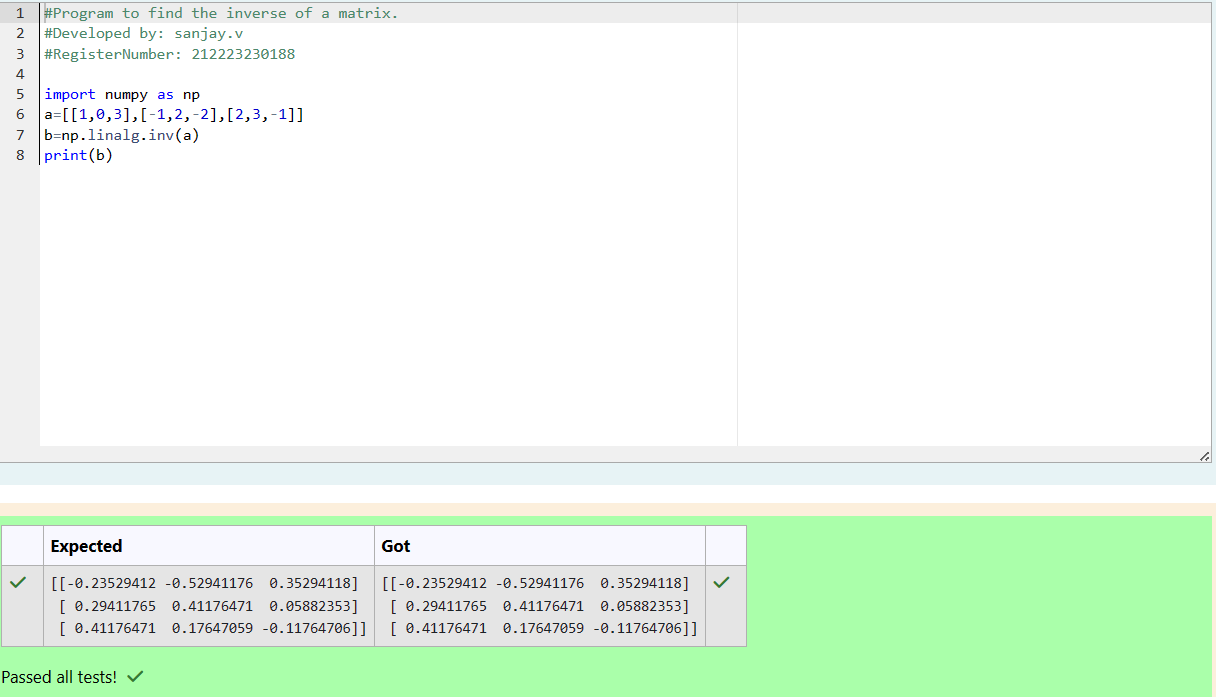 1 #Program to find the inverse of a matrix.
2 #Developed by: sanjay.v
3 #RegisterNumber: 212223230188
4
5 import numpy as np
6 a=[[1,0,3],[-1,2,-2],[2,3,-1]]
7 b=np.linalg.inv(a)
8 print(b)
Expected Got
[[-0.23529412 -0.52941176  0.35294118] [[-0.23529412 -0.52941176  0.35294118]
[ 0.29411765  0.41176471  0.05882353] [ 0.29411765  0.41176471  0.05882353]
[ 0.41176471  0.17647059 -0.11764706]] [ 0.41176471  0.17647059 -0.11764706]]
Passed all tests!